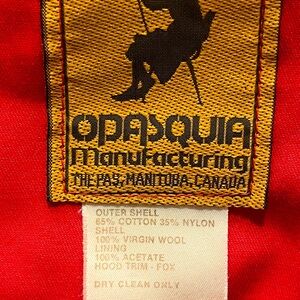 OPASQUIA
Manufacturing
THE PAS, MANITOBA, CANADA
OUTER SHELL
65% COTTON 35% NYLON
SHELL
100% VIRGIN WOOL
LINING
100% ACETATE
HOOD TRIM - FOX
DRY CLEAN ONLY